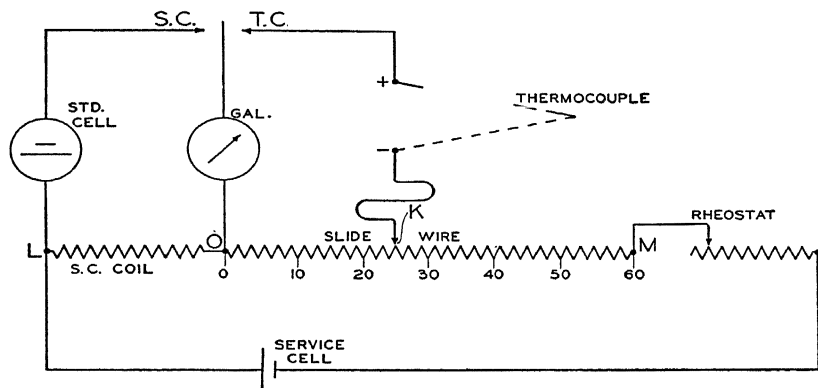 S.C.
T.C.
STD.
CELL
GAL.
+
THERMOCOUPLE
−
K
RHEOSTAT
L
O
SLIDE WIRE
M
S.C. COIL
0 10 20 30 40 50 60
SERVICE
CELL